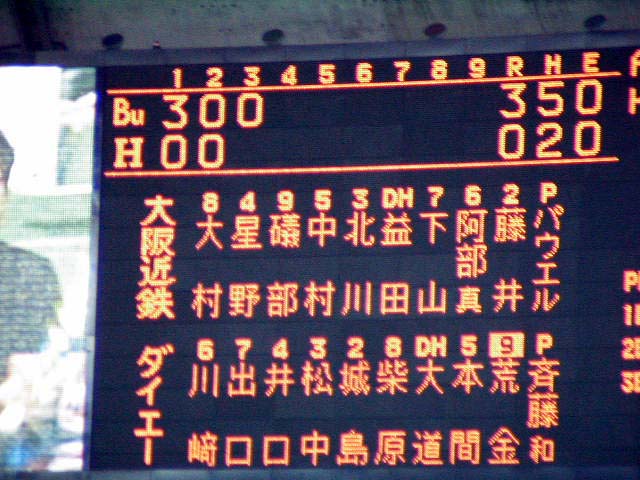 1 2 3 4 5 6 7 8 9 R H E
Bu 3 0 0 3 5 0
H 0 0 0 2 0
大阪近鉄
8 4 9 5 3 DH 7 6 2 P
大村 星野 礒部 中村 北川 益田 下山 阿部真 藤井 パウエル
ダイエー
6 7 4 3 2 8 DH 5 9 P
川﨑 出口 井口 松中 城島 柴原 大道 本間 荒金 斉藤和